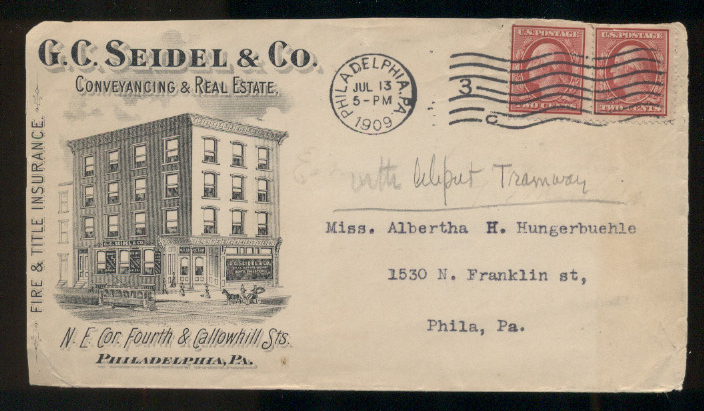 G. C. SEIDEL & CO.
CONVEYANCING & REAL ESTATE.
FIRE & TITLE INSURANCE.
N. E. Cor. Fourth & Callowhill Sts.
PHILADELPHIA, PA.
PHILADELPHIA, PA.
JUL 13
5-PM
1909
3
C
U.S. POSTAGE
TWO CENTS
U.S. POSTAGE
TWO CENTS
Tramway
Miss. Albertha H. Hungerbuehle
1530 N. Franklin st,
Phila, Pa.